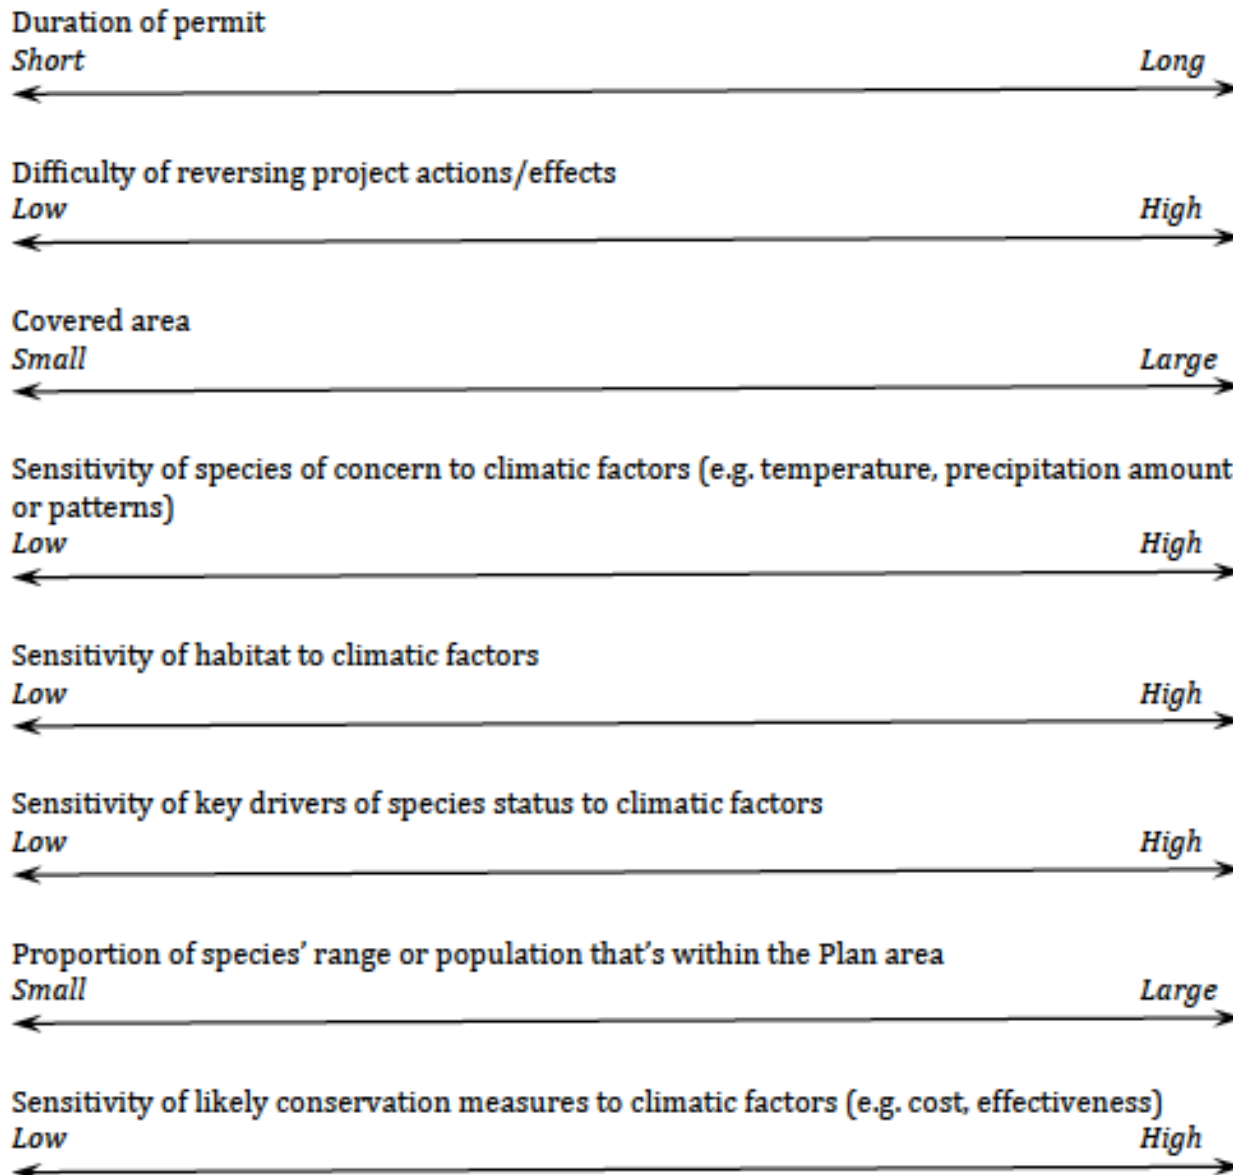 Duration of permit
Short Long
Difficulty of reversing project actions/effects
Low High
Covered area
Small Large
Sensitivity of species of concern to climatic factors (e.g. temperature, precipitation amount
or patterns)
Low High
Sensitivity of habitat to climatic factors
Low High
Sensitivity of key drivers of species status to climatic factors
Low High
Proportion of species’ range or population that’s within the Plan area
Small Large
Sensitivity of likely conservation measures to climatic factors (e.g. cost, effectiveness)
Low High